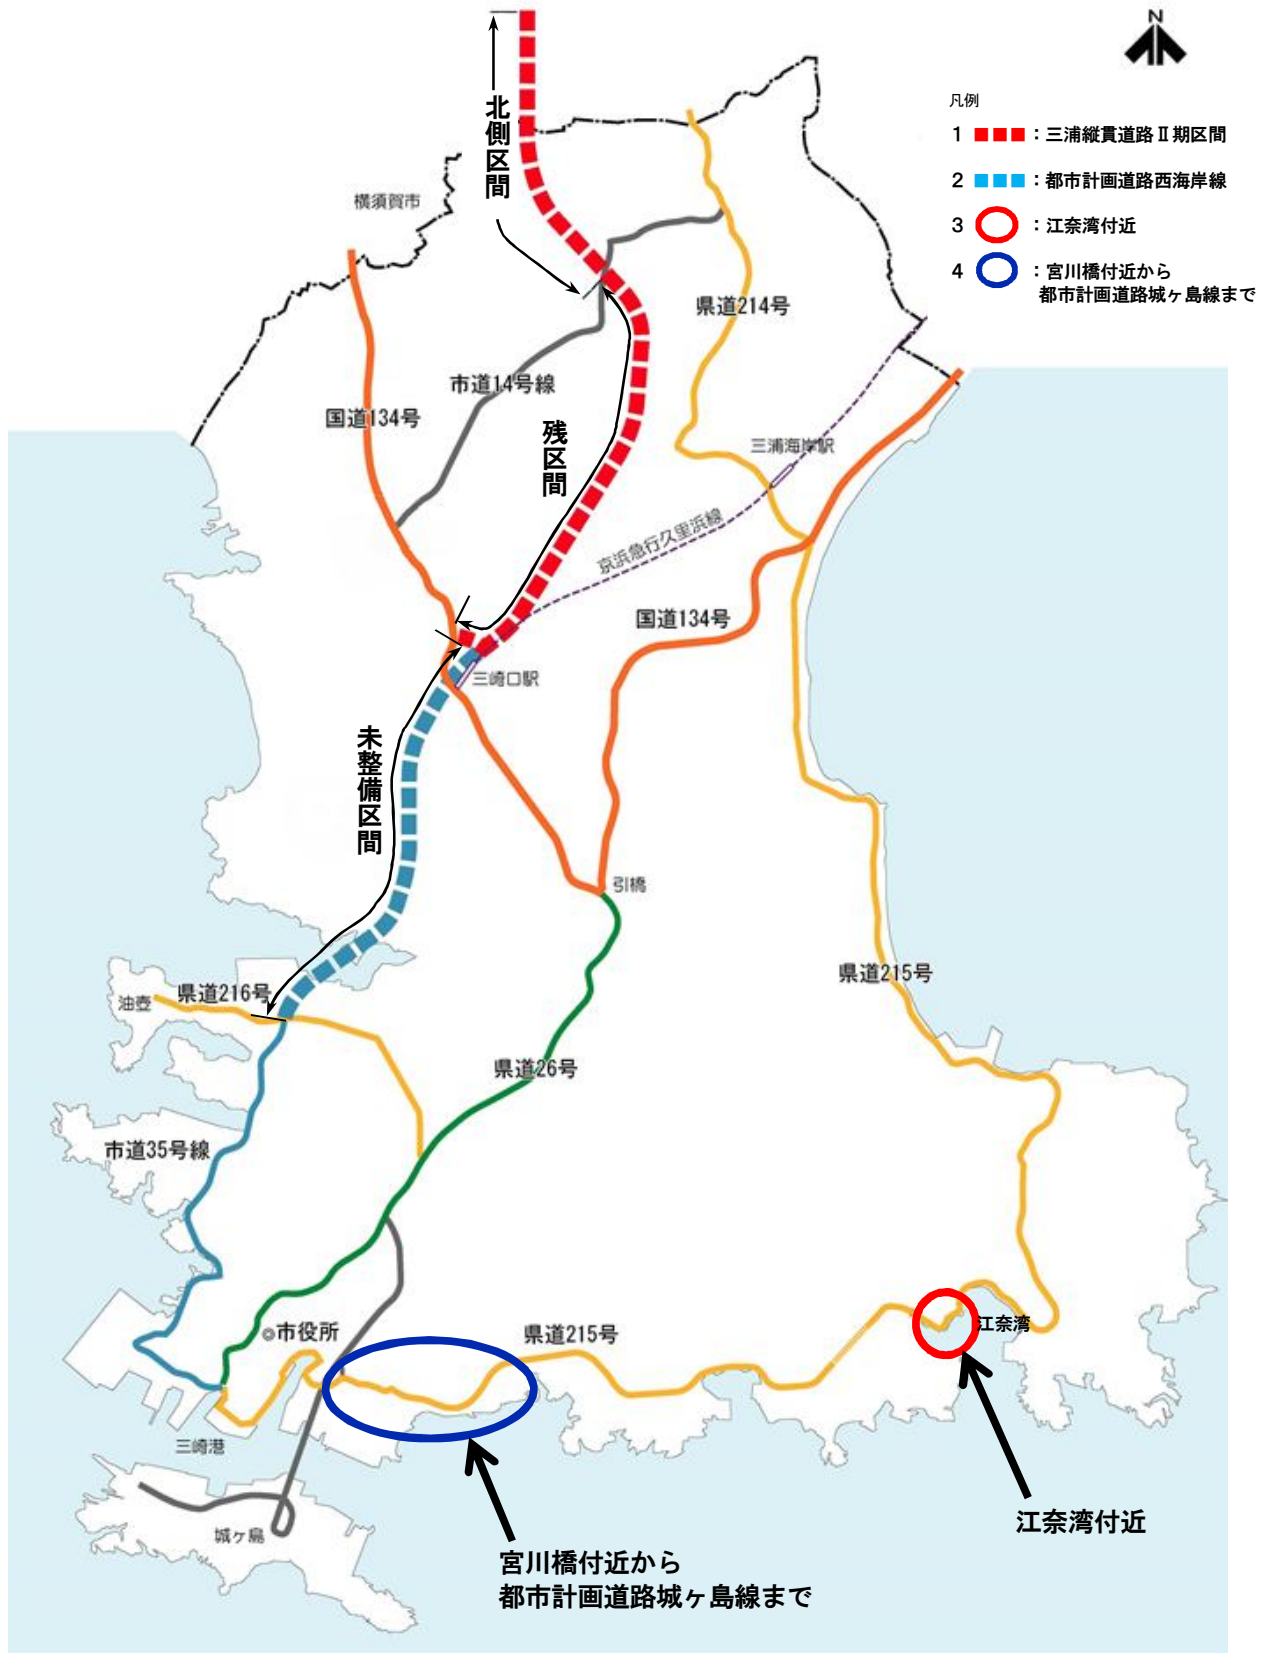 N
凡例
1 :三浦縦貫道路Ⅱ期区間
2 :都市計画道路西海岸線
3 :江奈湾付近
4 :宮川橋付近から
都市計画道路城ヶ島線まで
北側区間
横須賀市
県道214号
市道14号線
国道134号
残区間
三浦海岸駅
京浜急行久里浜線
国道134号
三崎口駅
未整備区間
引橋
県道215号
県道216号
油壺
県道26号
市道35号線
市役所
県道215号
江奈湾
三崎港
城ヶ島
江奈湾付近
宮川橋付近から
都市計画道路城ヶ島線まで